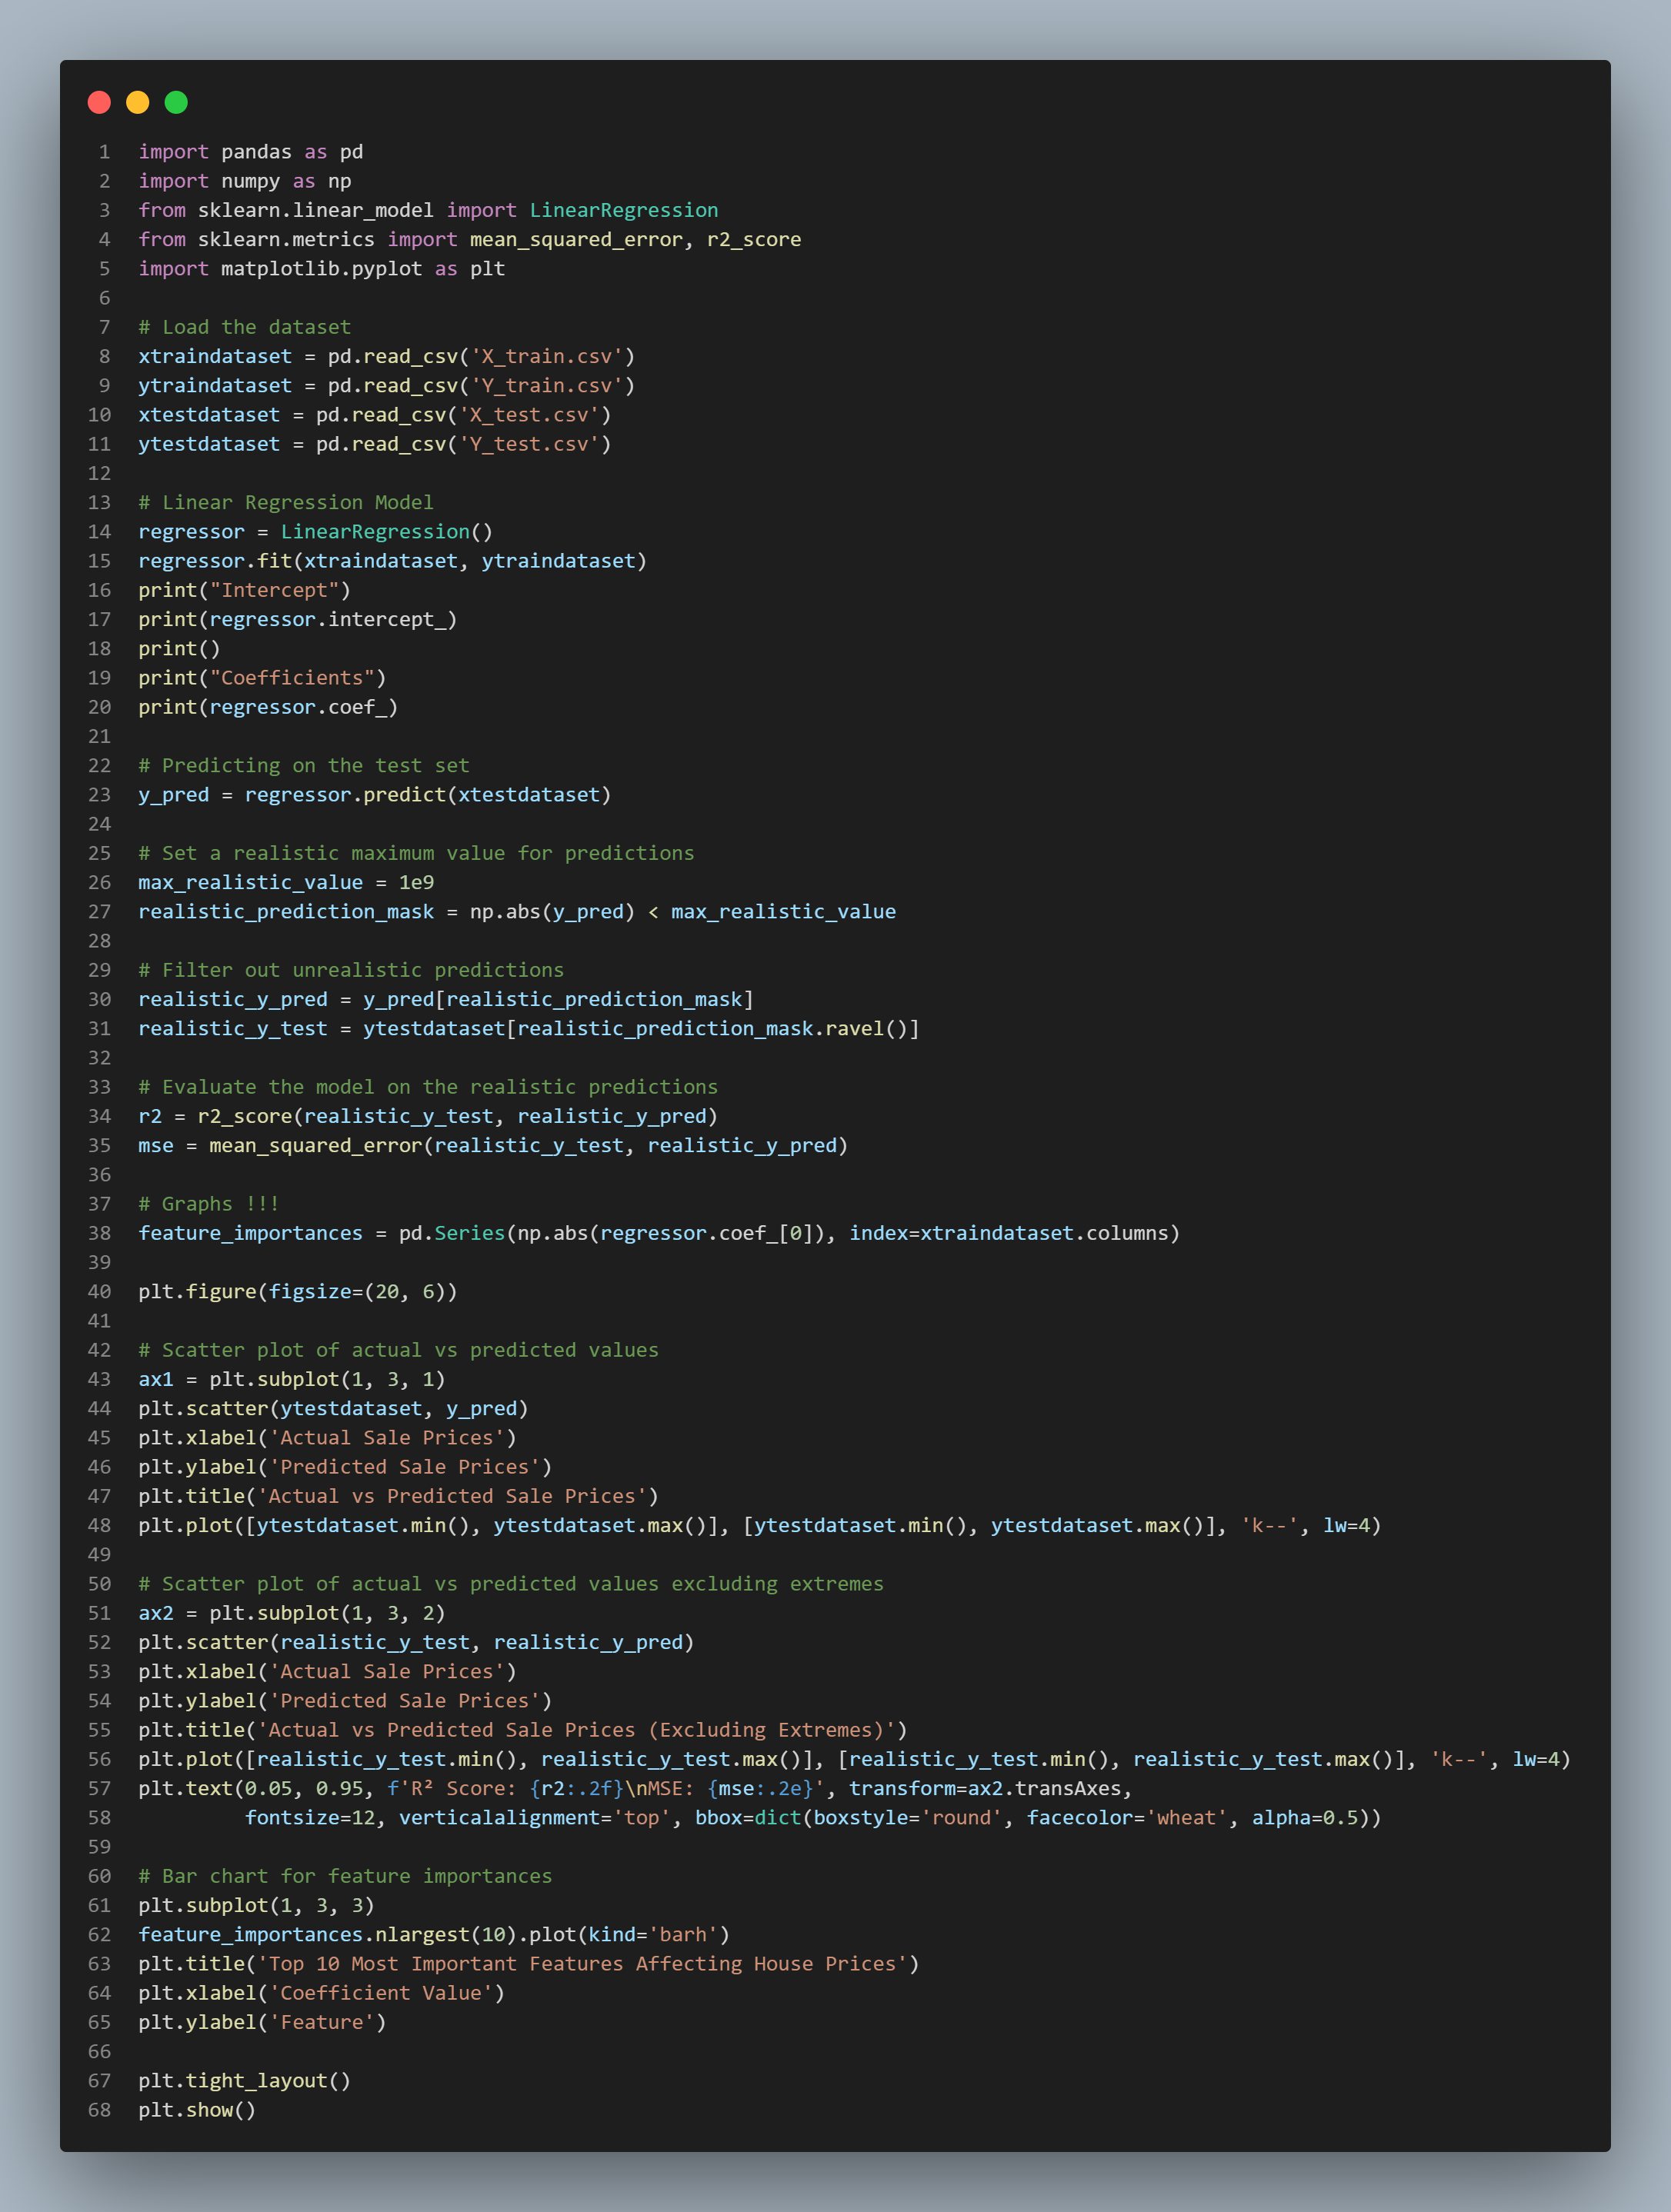 1 import pandas as pd
2 import numpy as np
3 from sklearn.linear_model import LinearRegression
4 from sklearn.metrics import mean_squared_error, r2_score
5 import matplotlib.pyplot as plt
6
7 # Load the dataset
8 xtraindataset = pd.read_csv('X_train.csv')
9 ytraindataset = pd.read_csv('Y_train.csv')
10 xtestdataset = pd.read_csv('X_test.csv')
11 ytestdataset = pd.read_csv('Y_test.csv')
12
13 # Linear Regression Model
14 regressor = LinearRegression()
15 regressor.fit(xtraindataset, ytraindataset)
16 print("Intercept")
17 print(regressor.intercept_)
18 print()
19 print("Coefficients")
20 print(regressor.coef_)
21
22 # Predicting on the test set
23 y_pred = regressor.predict(xtestdataset)
24
25 # Set a realistic maximum value for predictions
26 max_realistic_value = 1e9
27 realistic_prediction_mask = np.abs(y_pred) < max_realistic_value
28
29 # Filter out unrealistic predictions
30 realistic_y_pred = y_pred[realistic_prediction_mask]
31 realistic_y_test = ytestdataset[realistic_prediction_mask.ravel()]
32
33 # Evaluate the model on the realistic predictions
34 r2 = r2_score(realistic_y_test, realistic_y_pred)
35 mse = mean_squared_error(realistic_y_test, realistic_y_pred)
36
37 # Graphs !!!
38 feature_importances = pd.Series(np.abs(regressor.coef_[0]), index=xtraindataset.columns)
39
40 plt.figure(figsize=(20, 6))
41
42 # Scatter plot of actual vs predicted values
43 ax1 = plt.subplot(1, 3, 1)
44 plt.scatter(ytestdataset, y_pred)
45 plt.xlabel('Actual Sale Prices')
46 plt.ylabel('Predicted Sale Prices')
47 plt.title('Actual vs Predicted Sale Prices')
48 plt.plot([ytestdataset.min(), ytestdataset.max()], [ytestdataset.min(), ytestdataset.max()], 'k--', lw=4)
49
50 # Scatter plot of actual vs predicted values excluding extremes
51 ax2 = plt.subplot(1, 3, 2)
52 plt.scatter(realistic_y_test, realistic_y_pred)
53 plt.xlabel('Actual Sale Prices')
54 plt.ylabel('Predicted Sale Prices')
55 plt.title('Actual vs Predicted Sale Prices (Excluding Extremes)')
56 plt.plot([realistic_y_test.min(), realistic_y_test.max()], [realistic_y_test.min(), realistic_y_test.max()], 'k--', lw=4)
57 plt.text(0.05, 0.95, f'R² Score: {r2:.2f}\nMSE: {mse:.2e}', transform=ax2.transAxes,
58          fontsize=12, verticalalignment='top', bbox=dict(boxstyle='round', facecolor='wheat', alpha=0.5))
59
60 # Bar chart for feature importances
61 plt.subplot(1, 3, 3)
62 feature_importances.nlargest(10).plot(kind='barh')
63 plt.title('Top 10 Most Important Features Affecting House Prices')
64 plt.xlabel('Coefficient Value')
65 plt.ylabel('Feature')
66
67 plt.tight_layout()
68 plt.show()